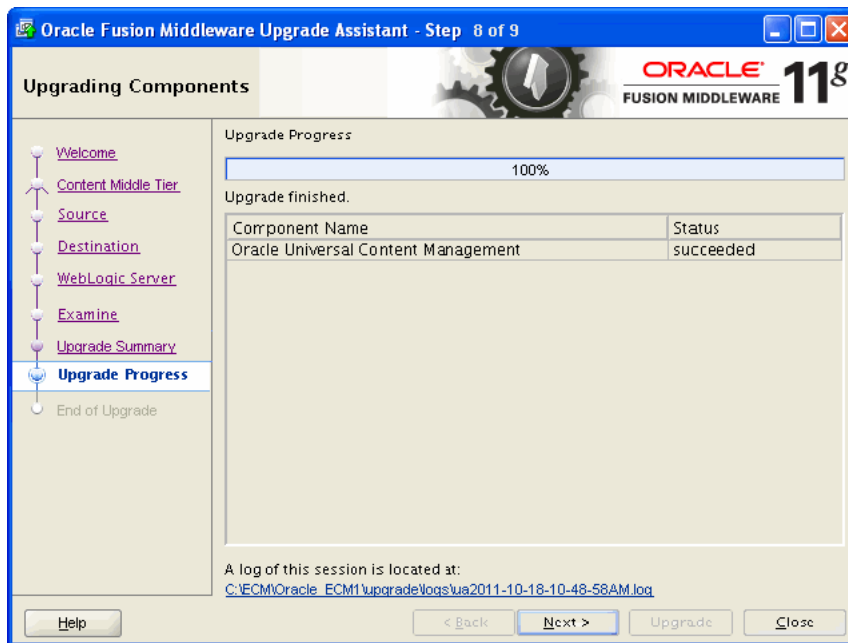 Oracle Fusion Middleware Upgrade Assistant - Step 8 of 9
Upgrading Components
ORACLE
FUSION MIDDLEWARE 11g
Welcome
Content Middle Tier
Source
Destination
WebLogic Server
Examine
Upgrade Summary
Upgrade Progress
End of Upgrade
Upgrade Progress
100%
Upgrade finished.
Component Name Status
Oracle Universal Content Management succeeded
A log of this session is located at:
C:\ECM\Oracle_ECM1\upgrade\logs\ua2011-10-18-10-48-58AM.log
Help < Back Next > Upgrade Close